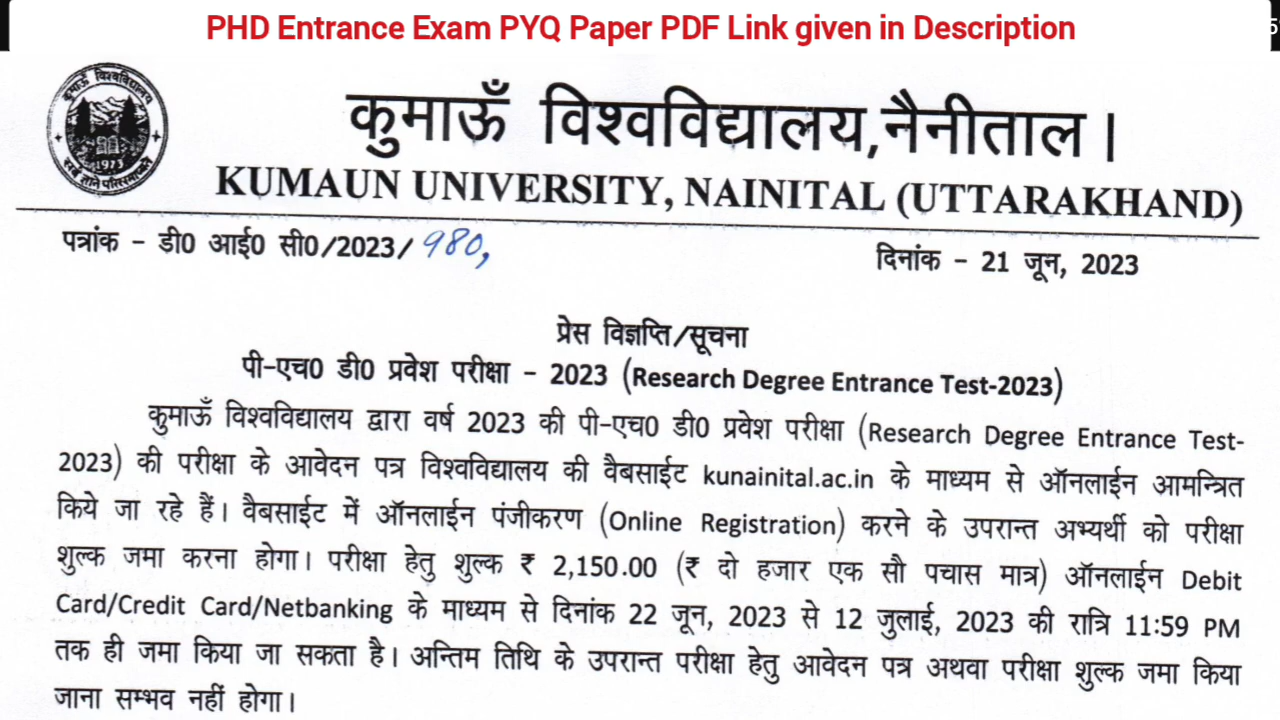 PHD Entrance Exam PYQ Paper PDF Link given in Description
कुमाऊँ विश्वविद्यालय
1973
कुमाऊँ विश्वविद्यालय,नैनीताल।
KUMAUN UNIVERSITY, NAINITAL (UTTARAKHAND)
पत्रांक – डी0 आई0 सी0/2023/ 980,
दिनांक – 21 जून, 2023
प्रेस विज्ञप्ति/सूचना
पी–एच0 डी0 प्रवेश परीक्षा – 2023 (Research Degree Entrance Test-2023)
कुमाऊँ विश्वविद्यालय द्वारा वर्ष 2023 की पी–एच0 डी0 प्रवेश परीक्षा (Research Degree Entrance Test-
2023) की परीक्षा के आवेदन पत्र विश्वविद्यालय की वैबसाईट kunainital.ac.in के माध्यम से ऑनलाईन आमन्त्रित
किये जा रहे हैं। वैबसाईट में ऑनलाईन पंजीकरण (Online Registration) करने के उपरान्त अभ्यर्थी को परीक्षा
शुल्क जमा करना होगा। परीक्षा हेतु शुल्क ₹ 2,150.00 (₹ दो हजार एक सौ पचास मात्र) ऑनलाईन Debit
Card/Credit Card/Netbanking के माध्यम से दिनांक 22 जून, 2023 से 12 जुलाई, 2023 की रात्रि 11:59 PM
तक ही जमा किया जा सकता है। अन्तिम तिथि के उपरान्त परीक्षा हेतु आवेदन पत्र अथवा परीक्षा शुल्क जमा किया
जाना सम्भव नहीं होगा।